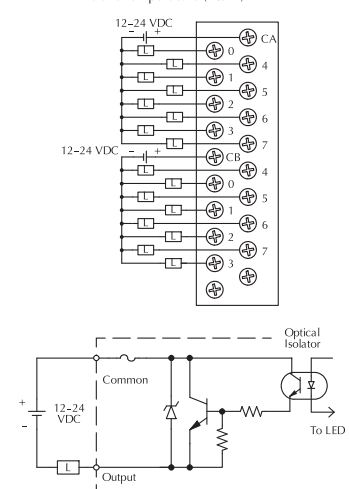 12–24 VDC
– +
CA
L
0
L
4
L
1
L
5
L
2
L
6
L
3
L
7
12–24 VDC
– +
CB
L
4
L
0
L
5
L
1
L
6
L
2
L
7
L
3
Optical
Isolator
Common
+
12–24
VDC
–
To LED
L
Output